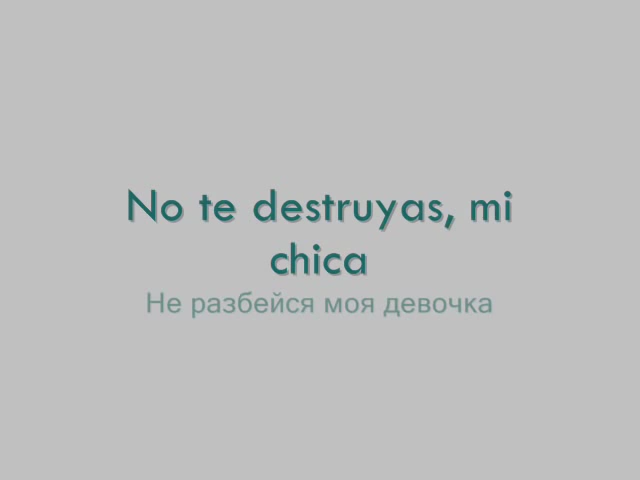 No te destruyas, mi
chica
Не разбейся моя девочка